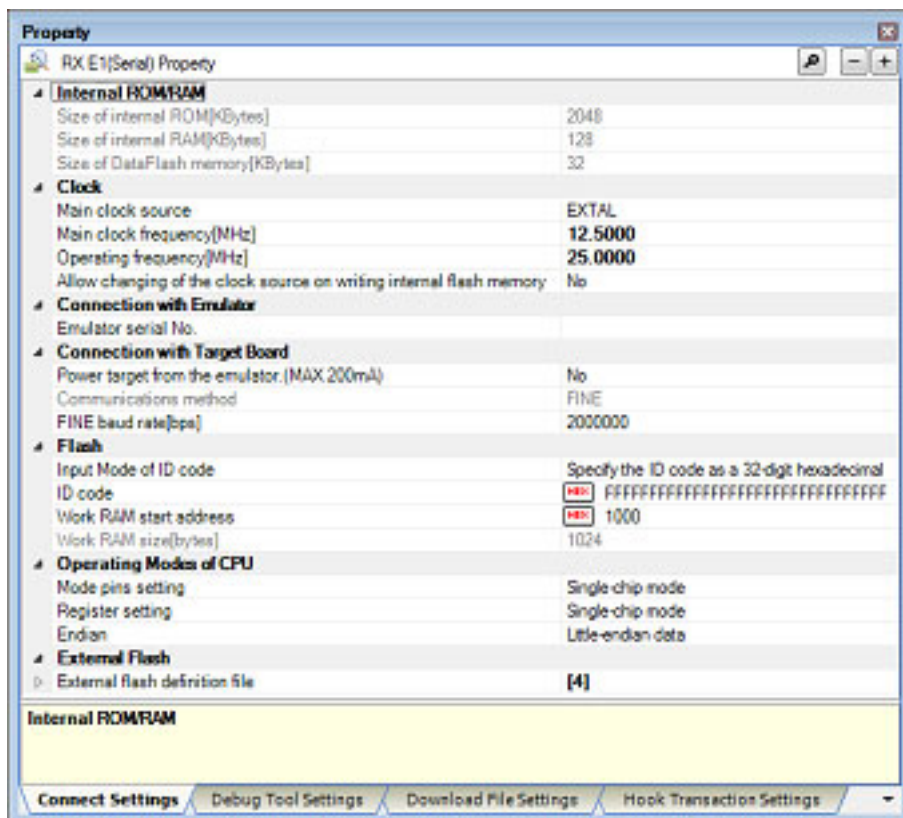 Property
RX E1(Serial) Property
Internal ROM/RAM
Size of internal ROM[KBytes] 2048
Size of internal RAM[KBytes] 128
Size of DataFlash memory[KBytes] 32
Clock
Main clock source EXTAL
Main clock frequency[MHz] 12.5000
Operating frequency[MHz] 25.0000
Allow changing of the clock source on writing internal flash memory No
Connection with Emulator
Emulator serial No.
Connection with Target Board
Power target from the emulator.(MAX 200mA) No
Communications method FINE
FINE baud rate[bps] 2000000
Flash
Input Mode of ID code Specify the ID code as a 32-digit hexadecimal
ID code HEX FFFFFFFFFFFFFFFFFFFFFFFFFFFFFFFF
Work RAM start address HEX 1000
Work RAM size[bytes] 1024
Operating Modes of CPU
Mode pins setting Single-chip mode
Register setting Single-chip mode
Endian Little-endian data
External Flash
External flash definition file [4]
Internal ROM/RAM
Connect Settings Debug Tool Settings Download File Settings Hook Transaction Settings